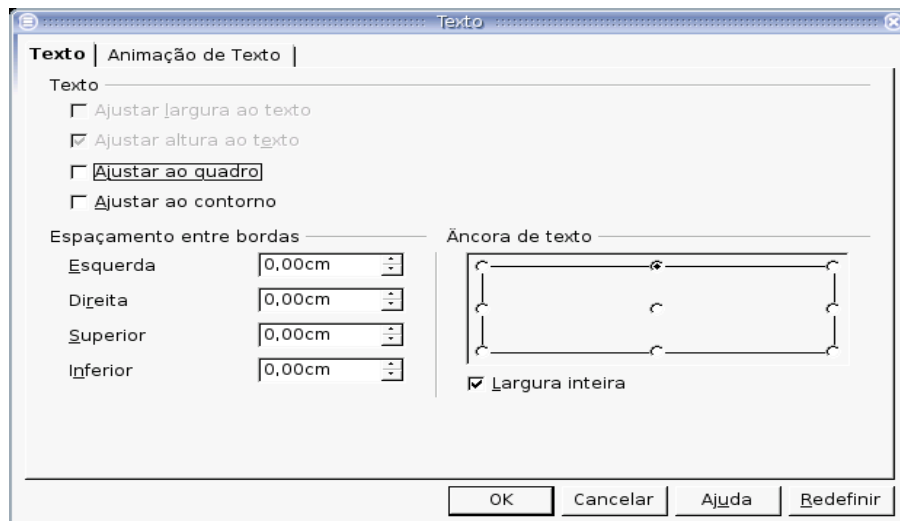 Texto
Texto Animação de Texto
Texto
Ajustar largura ao texto
Ajustar altura ao texto
Ajustar ao quadro
Ajustar ao contorno
Espaçamento entre bordas
Esquerda 0,00cm
Direita 0,00cm
Superior 0,00cm
Inferior 0,00cm
Äncora de texto
Largura inteira
OK Cancelar Ajuda Redefinir